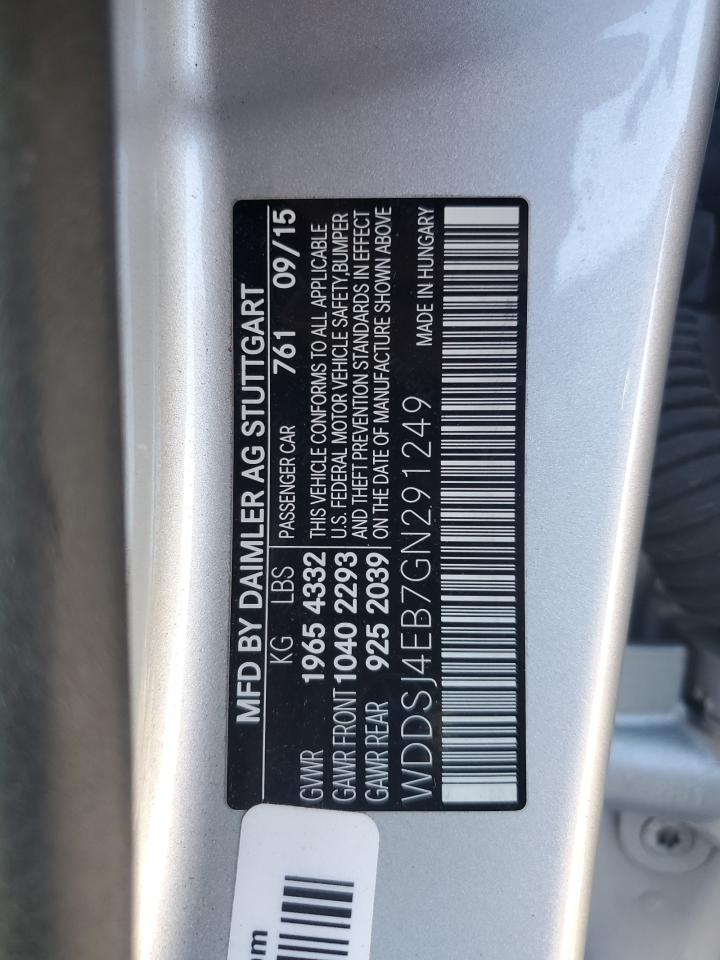 MFD BY DAIMLER AG STUTTGART
KG LBS PASSENGER CAR 761 09/15
GVWR 1965 4332 THIS VEHICLE CONFORMS TO ALL APPLICABLE
GAWR FRONT 1040 2293 U.S. FEDERAL MOTOR VEHICLE SAFETY,BUMPER
GAWR REAR 925 2039 AND THEFT PREVENTION STANDARDS IN EFFECT
ON THE DATE OF MANUFACTURE SHOWN ABOVE
WDDSJ4EB7GN291249 MADE IN HUNGARY